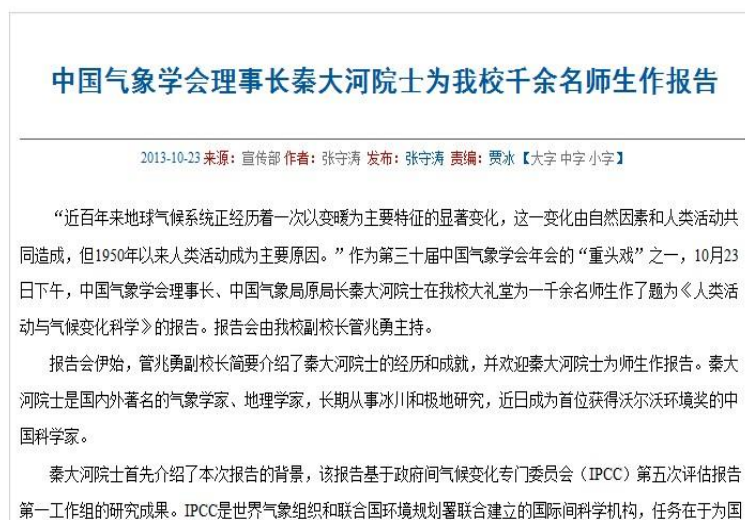 中国气象学会理事长秦大河院士为我校千余名师生作报告
2013-10-23 来源：宣传部 作者：张守涛 发布：张守涛 责编：贾冰【大字 中字 小字】
“近百年来地球气候系统正经历着一次以变暖为主要特征的显著变化，这一变化由自然因素和人类活动共
同造成，但1950年以来人类活动成为主要原因。”作为第三十届中国气象学会年会的“重头戏”之一，10月23
日下午，中国气象学会理事长、中国气象局原局长秦大河院士在我校大礼堂为一千余名师生作了题为《人类活
动与气候变化科学》的报告。报告会由我校副校长管兆勇主持。
报告会伊始，管兆勇副校长简要介绍了秦大河院士的经历和成就，并欢迎秦大河院士为师生作报告。秦大
河院士是国内外著名的气象学家、地理学家，长期从事冰川和极地研究，近日成为首位获得沃尔沃环境奖的中
国科学家。
秦大河院士首先介绍了本次报告的背景，该报告基于政府间气候变化专门委员会（IPCC）第五次评估报告
第一工作组的研究成果。IPCC是世界气象组织和联合国环境规划署联合建立的国际间科学机构，任务在于为国